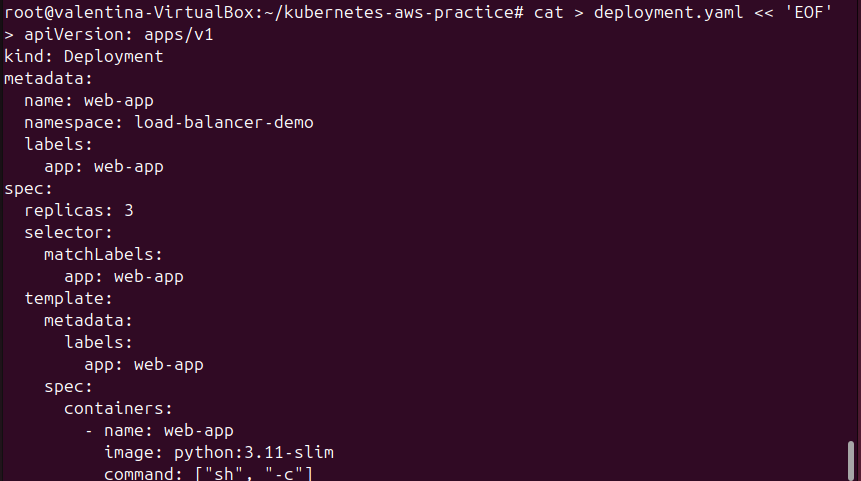 root@valentina-VirtualBox:~/kubernetes-aws-practice# cat > deployment.yaml << 'EOF'
> apiVersion: apps/v1
kind: Deployment
metadata:
  name: web-app
  namespace: load-balancer-demo
  labels:
    app: web-app
spec:
  replicas: 3
  selector:
    matchLabels:
      app: web-app
  template:
    metadata:
      labels:
        app: web-app
    spec:
      containers:
        - name: web-app
          image: python:3.11-slim
          command: ["sh", "-c"]